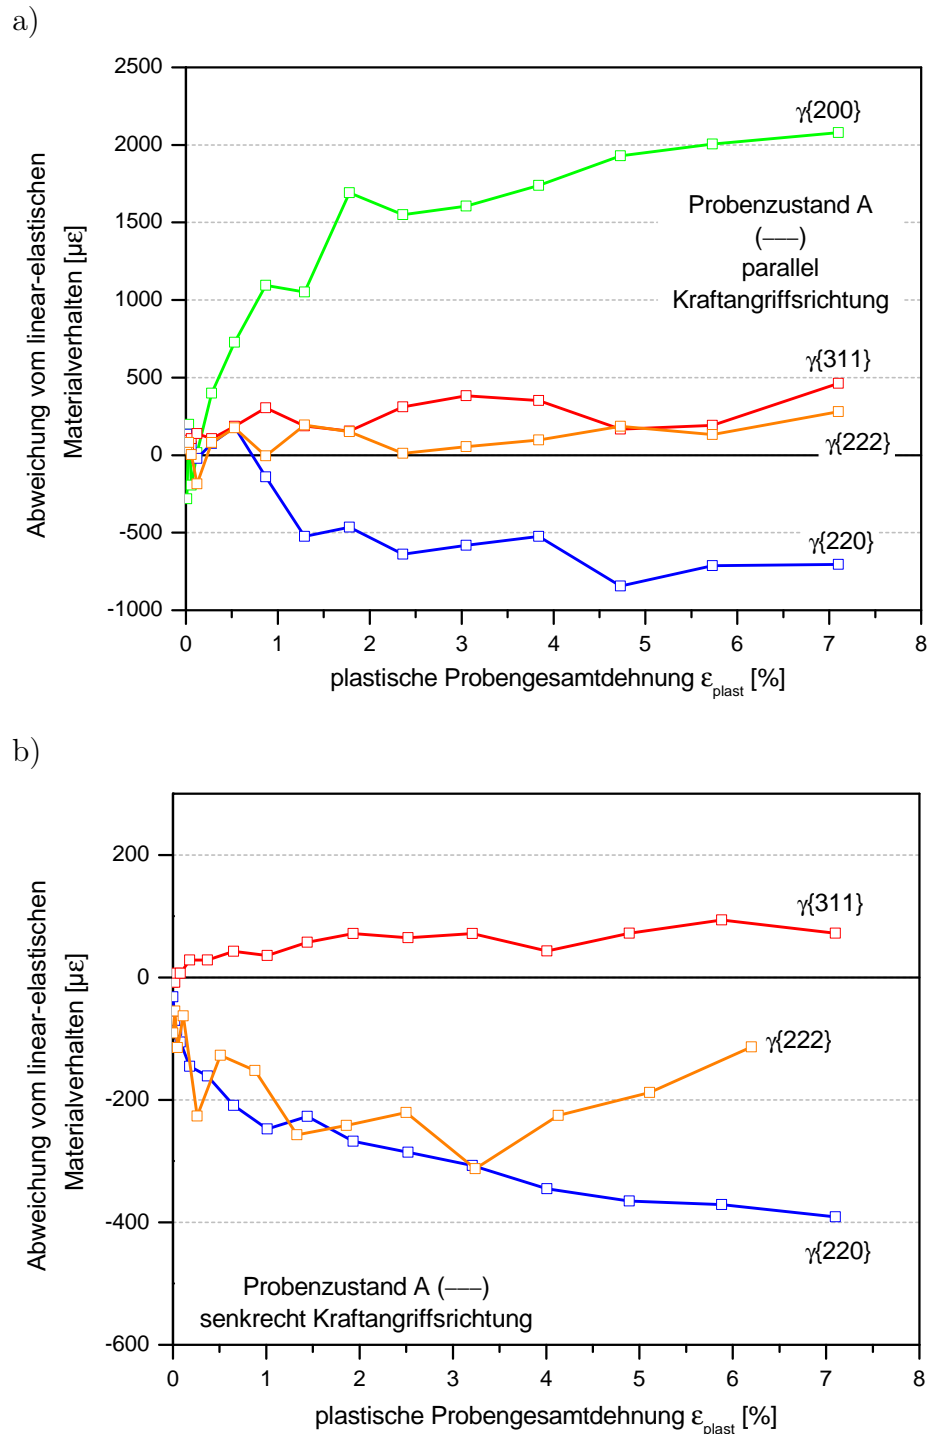 a)
2500
2000
1500
1000
500
0
-500
-1000
0 1 2 3 4 5 6 7 8
Abweichung vom linear-elastischen
Materialverhalten [µε]
plastische Probengesamtdehnung ε_plast [%]
γ{200}
Probenzustand A
(–––)
parallel
Kraftangriffsrichtung
γ{311}
γ{222}
γ{220}
b)
200
0
-200
-400
-600
0 1 2 3 4 5 6 7 8
Abweichung vom linear-elastischen
Materialverhalten [µε]
plastische Probengesamtdehnung ε_plast [%]
γ{311}
γ{222}
γ{220}
Probenzustand A (–––)
senkrecht Kraftangriffsrichtung